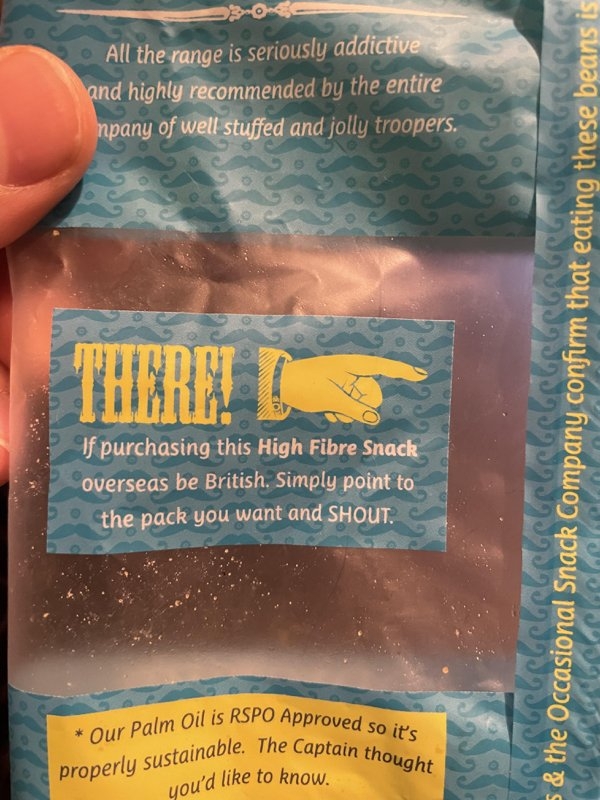 All the range is seriously addictive
and highly recommended by the entire
of well stuffed and jolly troopers.
THERE!
If purchasing this High Fibre Snack
overseas be British. Simply point to
the pack you want and SHOUT.
* Our Palm Oil is RSPO Approved so it's
properly sustainable. The Captain thought
you'd like to know.
& the Occasional Snack Company confirm that eating these beans is